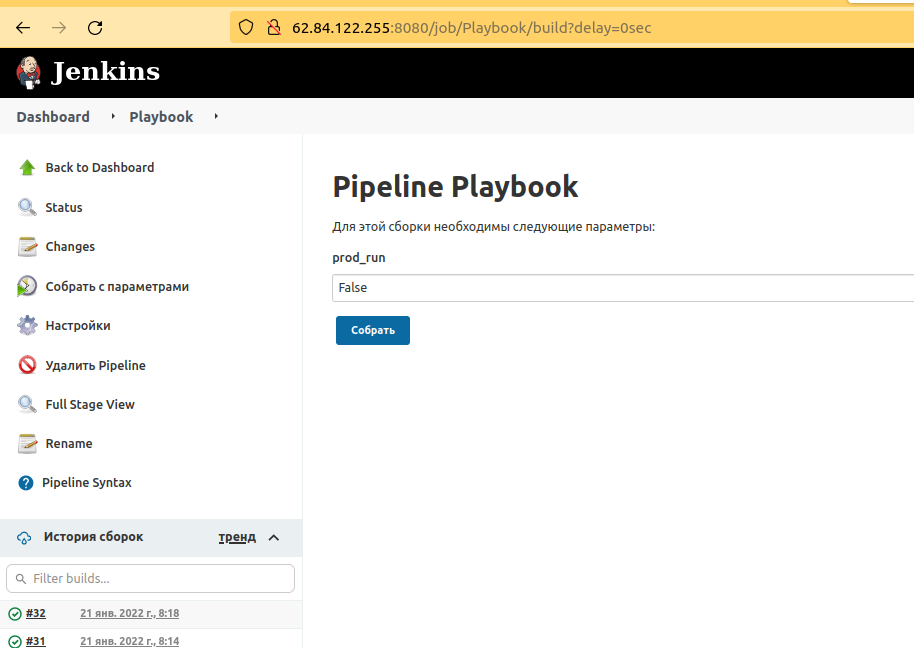 62.84.122.255:8080/job/Playbook/build?delay=0sec
Jenkins
Dashboard
Playbook
Back to Dashboard
Status
Changes
Собрать с параметрами
Настройки
Удалить Pipeline
Full Stage View
Rename
Pipeline Syntax
История сборок тренд
Filter builds...
#32 21 янв. 2022 г., 8:18
#31 21 янв. 2022 г., 8:14
Pipeline Playbook
Для этой сборки необходимы следующие параметры:
prod_run
False
Собрать